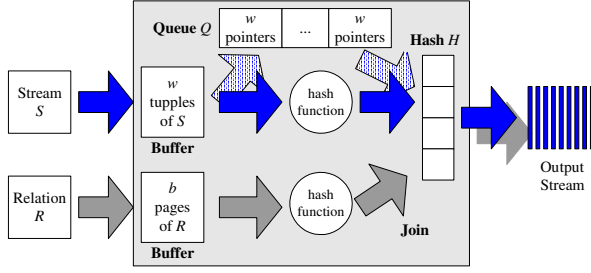 Queue Q
w
pointers
...
w
pointers
Hash H
Stream
S
w
tupples
of S
Buffer
hash
function
Output
Stream
Relation
R
b
pages
of R
Buffer
hash
function
Join